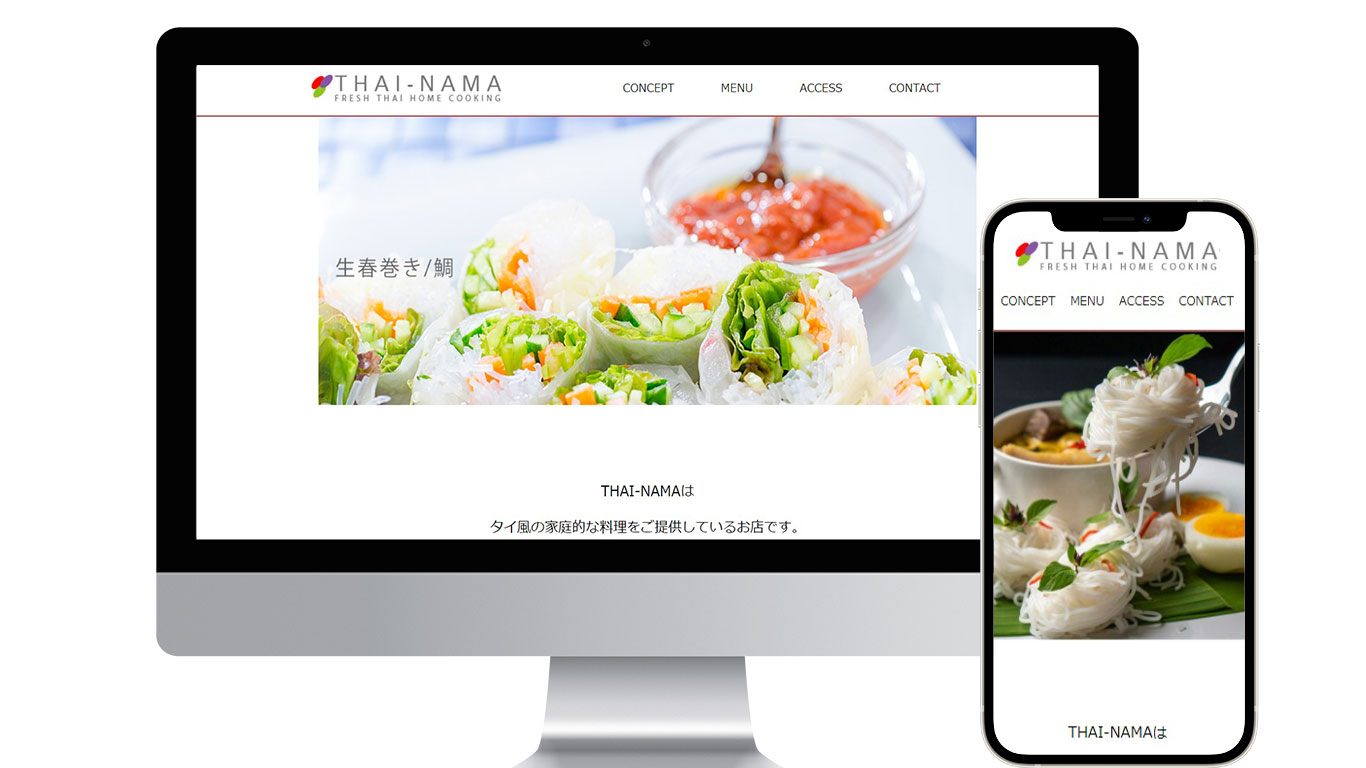 THAI-NAMA
FRESH THAI HOME COOKING
CONCEPT MENU ACCESS CONTACT
生春巻き/鯛
THAI-NAMAは
タイ風の家庭的な料理をご提供しているお店です。
THAI-NAMA
FRESH THAI HOME COOKING
CONCEPT MENU ACCESS CONTACT
THAI-NAMAは